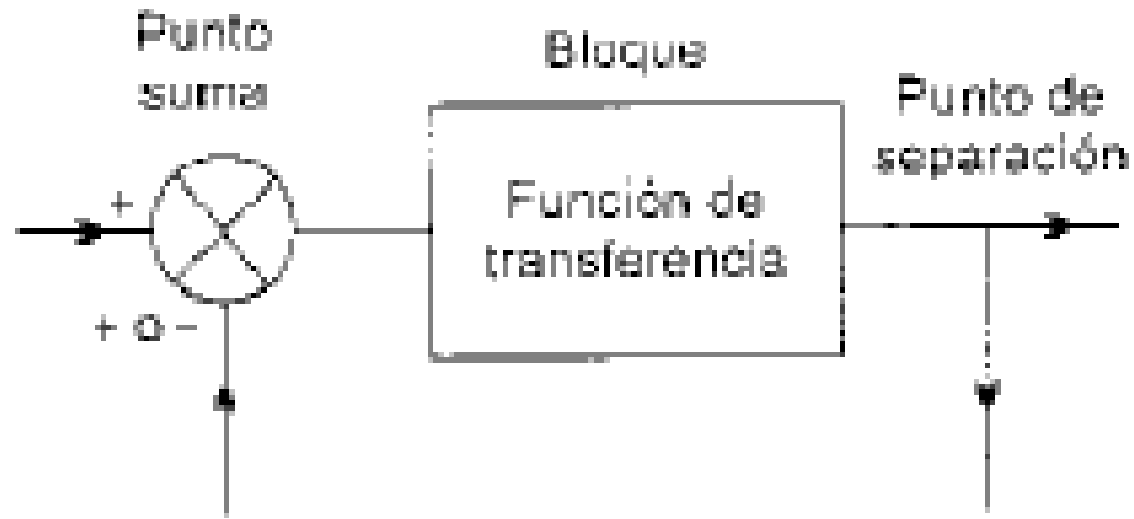 Punto
suma
Bloque
Punto de
separación
Función de
transferencia
+
+ o -